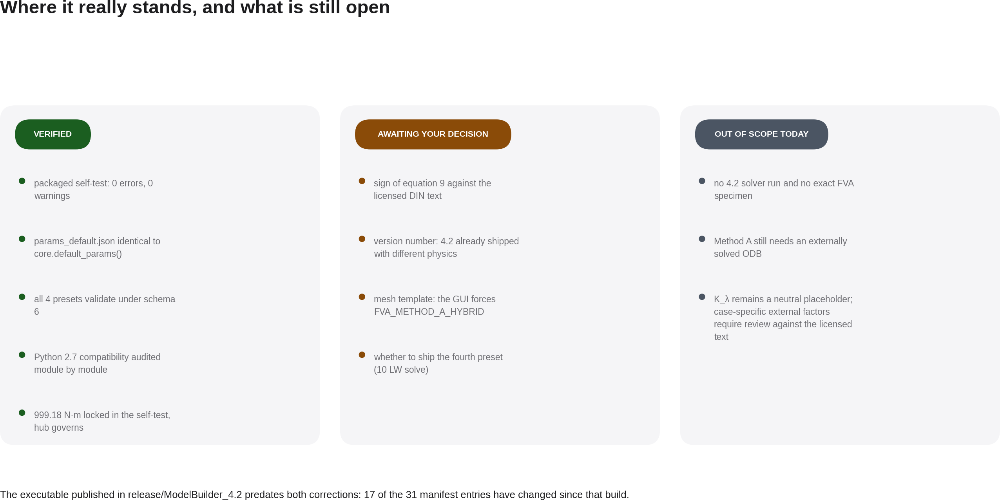 Where it really stands, and what is still open
VERIFIED
packaged self-test: 0 errors, 0
warnings
params_default.json identical to
core.default_params()
all 4 presets validate under schema
6
Python 2.7 compatibility audited
module by module
999.18 N·m locked in the self-test,
hub governs
AWAITING YOUR DECISION
sign of equation 9 against the
licensed DIN text
version number: 4.2 already shipped
with different physics
mesh template: the GUI forces
FVA_METHOD_A_HYBRID
whether to ship the fourth preset
(10 LW solve)
OUT OF SCOPE TODAY
no 4.2 solver run and no exact FVA
specimen
Method A still needs an externally
solved ODB
K_λ remains a neutral placeholder;
case-specific external factors
require review against the licensed
text
The executable published in release/ModelBuilder_4.2 predates both corrections: 17 of the 31 manifest entries have changed since that build.